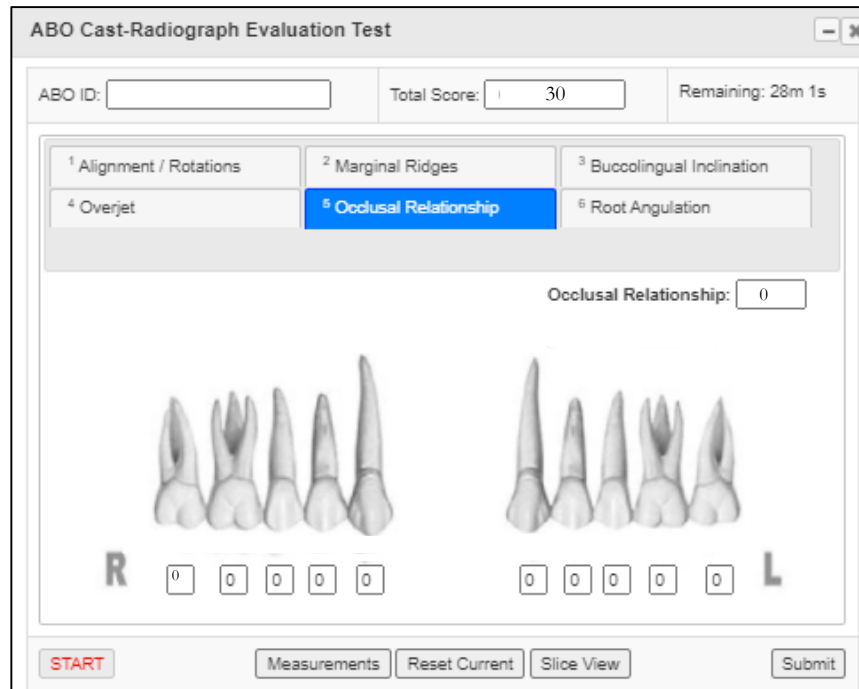 ABO Cast-Radiograph Evaluation Test
ABO ID:
Total Score: 30
Remaining: 28m 1s
1 Alignment / Rotations
2 Marginal Ridges
3 Buccolingual Inclination
4 Overjet
5 Occlusal Relationship
6 Root Angulation
Occlusal Relationship: 0
R 0 0 0 0 0 0 0 0 0 0 L
START
Measurements
Reset Current
Slice View
Submit